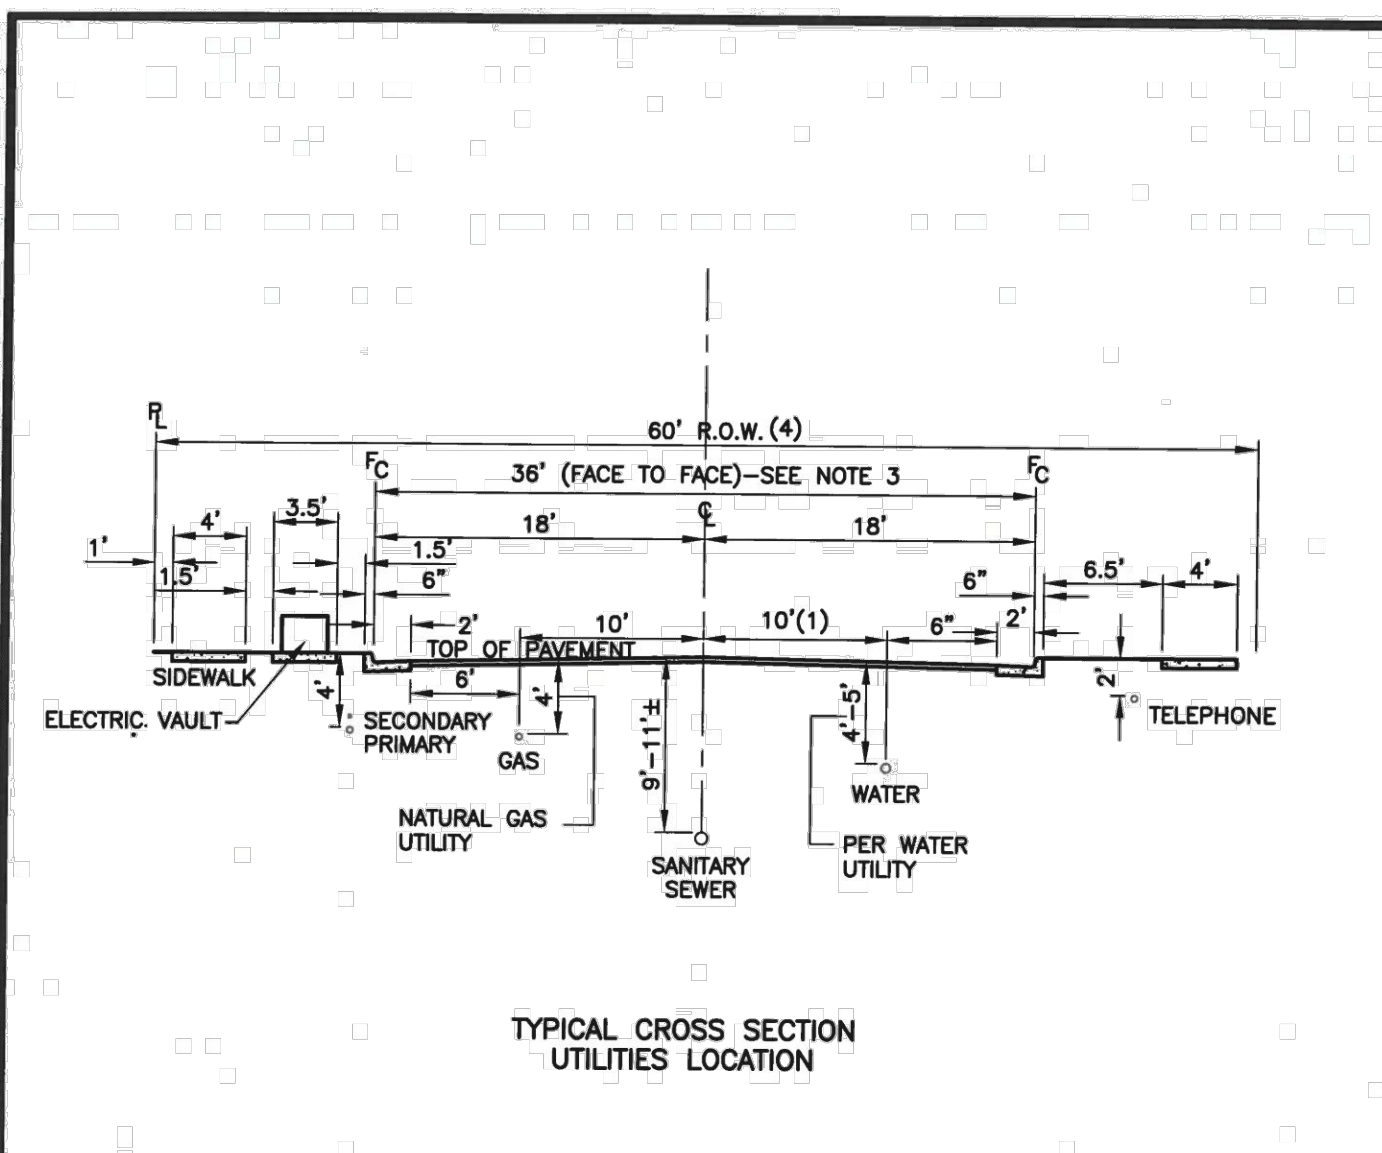 PL
60' R.O.W. (4)
FC
36' (FACE TO FACE)-SEE NOTE 3
FC
3.5'
4'
18'
CL
18'
1'
1.5'
1.5'
6"
6"
6.5'
4'
2'
10'
10'(1)
6"
2'
TOP OF PAVEMENT
SIDEWALK
4'
6'
4'
9'-11'±
4'-5'
2'
ELECTRIC. VAULT
SECONDARY
PRIMARY
GAS
TELEPHONE
WATER
NATURAL GAS
UTILITY
PER WATER
UTILITY
SANITARY
SEWER
TYPICAL CROSS SECTION
UTILITIES LOCATION